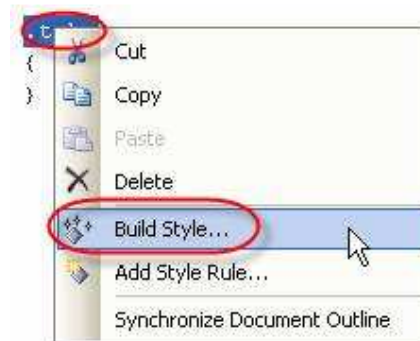 .t
{
}
Cut
Copy
Paste
Delete
Build Style...
Add Style Rule...
Synchronize Document Outline